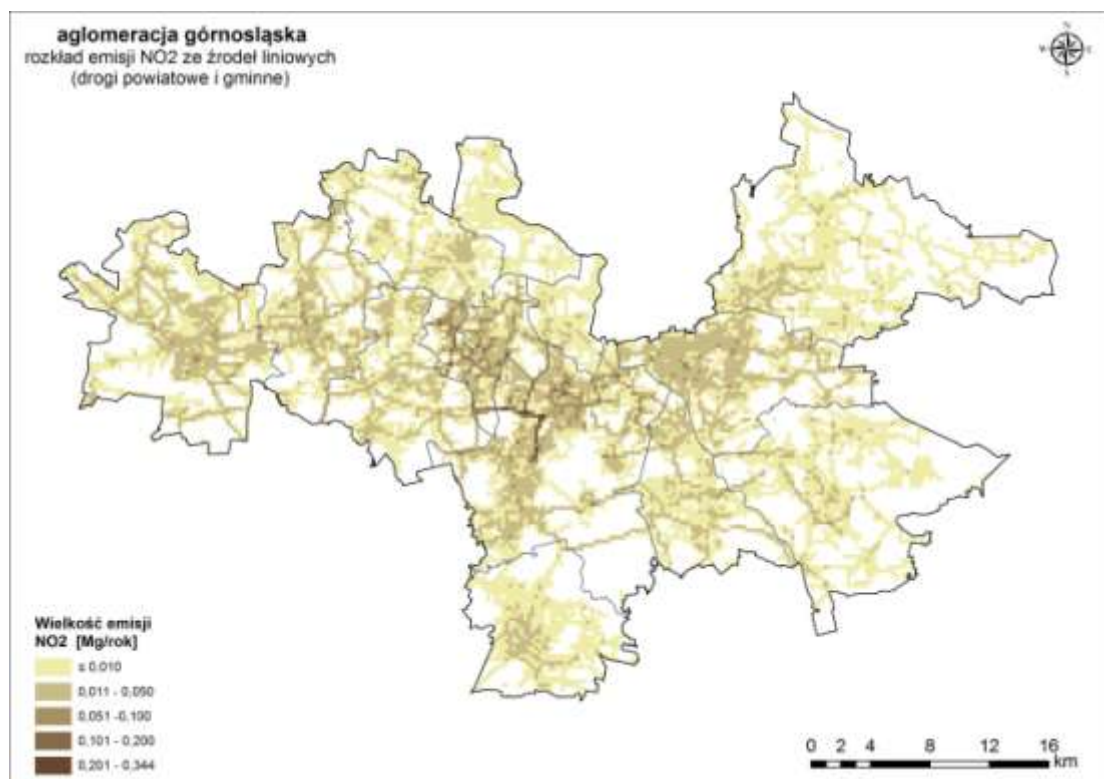 aglomeracja górnośląska
rozkład emisji NO2 ze źrodeł liniowych
(drogi powiatowe i gminne)
N
W E
S
Wielkość emisji
NO2 [Mg/rok]
≤ 0,010
0,011 - 0,050
0,051 -0,100
0,101 - 0,200
0,201 - 0,344
0 2 4 8 12 16
km